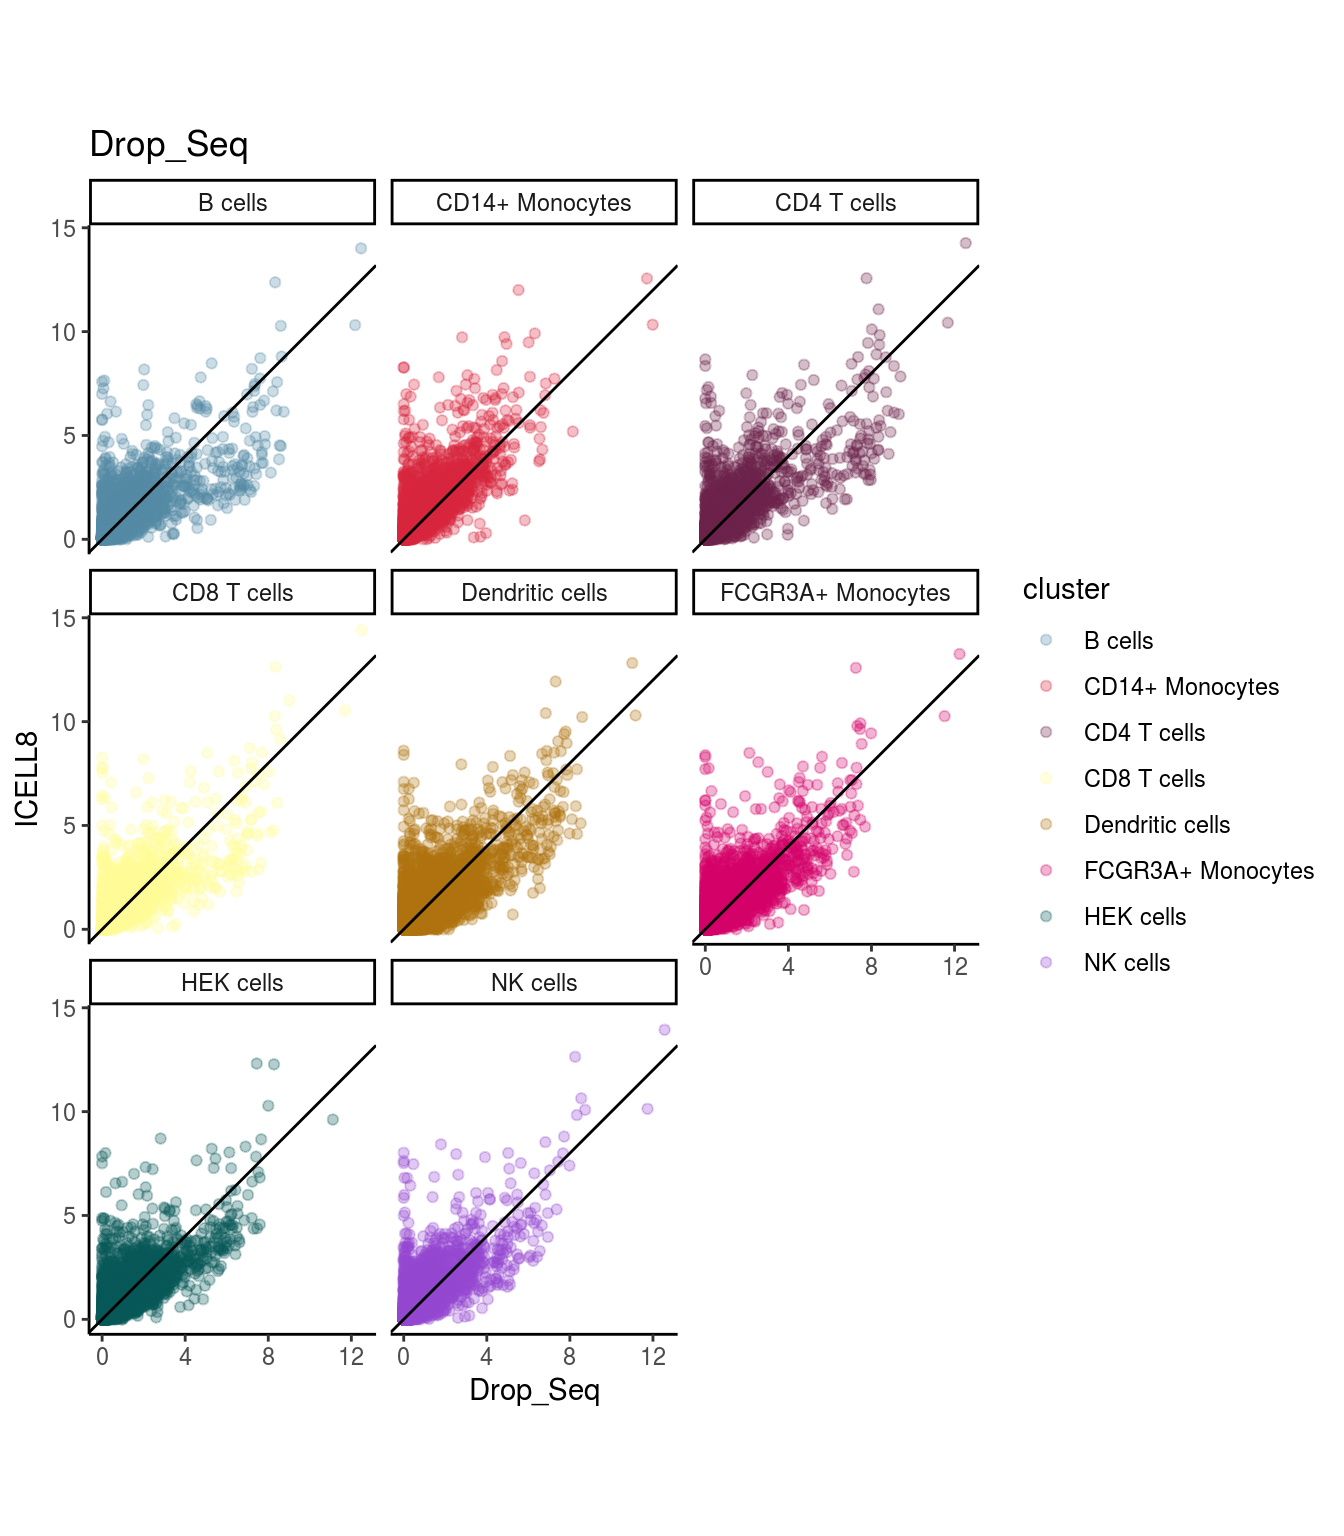 Drop_Seq
B cells
CD14+ Monocytes
CD4 T cells
15
10
5
0
CD8 T cells
Dendritic cells
FCGR3A+ Monocytes
15
10
5
0
0 4 8 12
HEK cells
NK cells
15
10
5
0
0 4 8 12
0 4 8 12
Drop_Seq
ICELL8
cluster
B cells
CD14+ Monocytes
CD4 T cells
CD8 T cells
Dendritic cells
FCGR3A+ Monocytes
HEK cells
NK cells